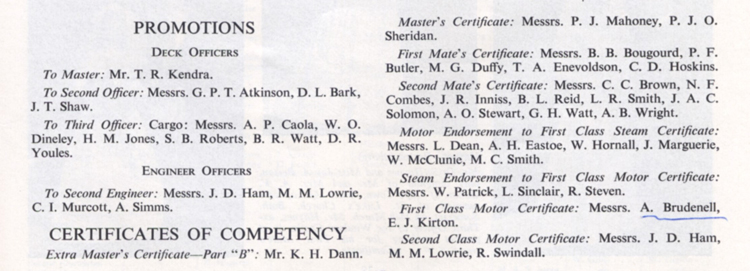 PROMOTIONS
DECK OFFICERS
To Master: Mr. T. R. Kendra.
To Second Officer: Messrs. G. P. T. Atkinson, D. L. Bark,
J. T. Shaw.
To Third Officer: Cargo: Messrs. A. P. Caola, W. O.
Dineley, H. M. Jones, S. B. Roberts, B. R. Watt, D. R.
Youles.
ENGINEER OFFICERS
To Second Engineer: Messrs. J. D. Ham, M. M. Lowrie,
C. I. Murcott, A. Simms.
CERTIFICATES OF COMPETENCY
Extra Master's Certificate—Part "B": Mr. K. H. Dann.
Master's Certificate: Messrs. P. J. Mahoney, P. J. O.
Sheridan.
First Mate's Certificate: Messrs. B. B. Bougourd, P. F.
Butler, M. G. Duffy, T. A. Enevoldson, C. D. Hoskins.
Second Mate's Certificate: Messrs. C. C. Brown, N. F.
Combes, J. R. Inniss, B. L. Reid, L. R. Smith, J. A. C.
Solomon, A. O. Stewart, G. H. Watt, A. B. Wright.
Motor Endorsement to First Class Steam Certificate:
Messrs. L. Dean, A. H. Eastoe, W. Hornall, J. Marguerie,
W. McClunie, M. C. Smith.
Steam Endorsement to First Class Motor Certificate:
Messrs. W. Patrick, L. Sinclair, R. Steven.
First Class Motor Certificate: Messrs. A. Brudenell,
E. J. Kirton.
Second Class Motor Certificate: Messrs. J. D. Ham,
M. M. Lowrie, R. Swindall.